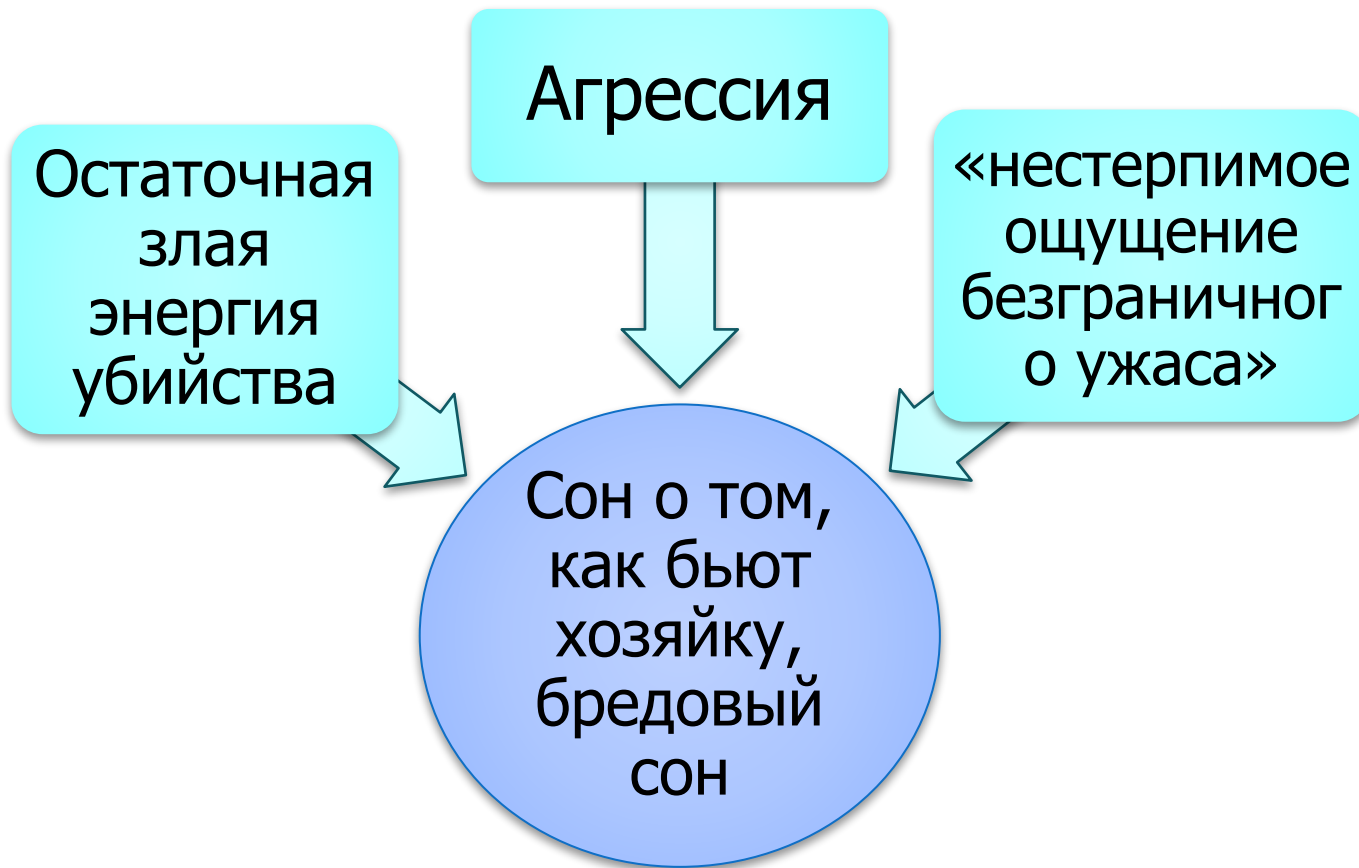 Агрессия
Остаточная
злая
энергия
убийства
«нестерпимое
ощущение
безграничног
о ужаса»
Сон о том,
как бьют
хозяйку,
бредовый
сон